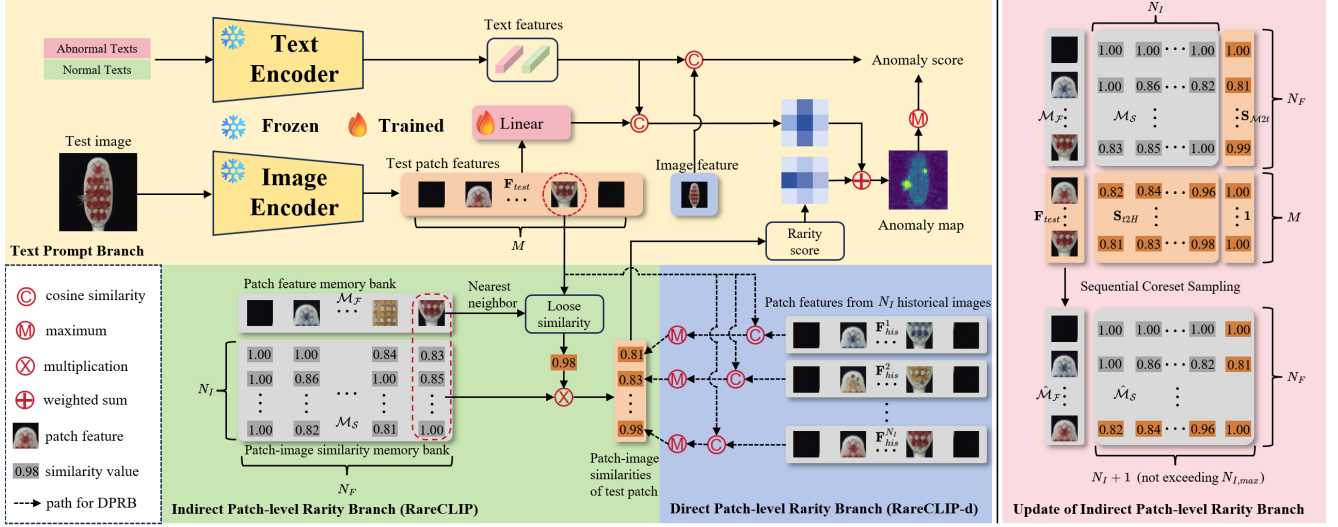 Abnormal Texts
Normal Texts
Text
Encoder
Text features
C
Anomaly score
Frozen
Trained
Linear
C
M
Test image
Image
Encoder
Test patch features
F_test
...
M
Image feature
Rarity
score
Anomaly map
Text Prompt Branch
C cosine similarity
M maximum
multiplication
weighted sum
patch feature
0.98 similarity value
path for DPRB
Patch feature memory bank
M_F
...
Nearest
neighbor
Loose
similarity
0.98
N_I
1.00 1.00 0.84 0.83
1.00 0.86 ... 1.00 0.85
1.00 0.82 M_S 0.81 1.00
Patch-image similarity memory bank
N_F
0.81
0.83
0.98
Patch-image
similarities
of test patch
Indirect Patch-level Rarity Branch (RareCLIP)
Patch features from N_I historical images
M C F^1_his ...
M C F^2_his ...
M C F^{N_I}_his ...
Direct Patch-level Rarity Branch (RareCLIP-d)
N_I
1.00 1.00 ... 1.00 1.00
1.00 0.86 ... 0.82 0.81
M_F M_S S_M2t
0.83 0.85 ... 1.00 0.99
N_F
0.82 0.84 ... 0.96 1.00
F_test S_t2H 1
0.81 0.83 ... 0.98 1.00
M
Sequential Coreset Sampling
1.00 1.00 ... 1.00 1.00
1.00 0.86 ... 0.82 0.81
M̂_F M̂_S
0.82 0.84 ... 0.96 1.00
N_F
N_I + 1 (not exceeding N_{I,max})
Update of Indirect Patch-level Rarity Branch